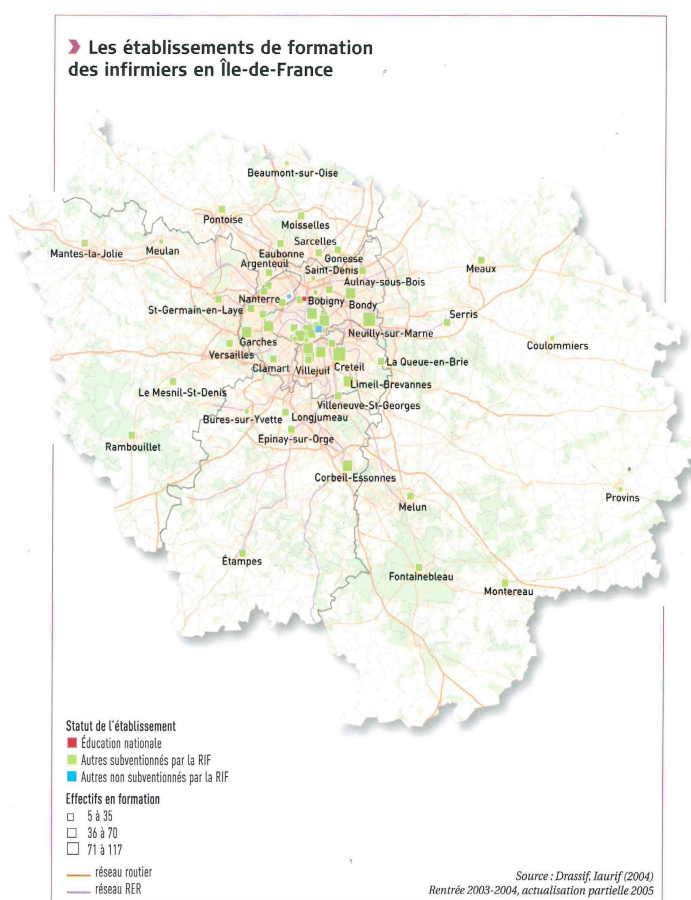 Les établissements de formation
des infirmiers en Île-de-France
Beaumont-sur-Oise
Pontoise
Moisselles
Sarcelles
Mantes-la-Jolie
Meulan
Eaubonne
Gonesse
Argenteuil
Saint-Denis
Meaux
Aulnay-sous-Bois
Nanterre
Bobigny
Bondy
St-Germain-en-Laye
Serris
Neuilly-sur-Marne
Garches
Coulommiers
Versailles
La Queue-en-Brie
Clamart
Villejuif
Creteil
Limeil-Brevannes
Le Mesnil-St-Denis
Villeneuve-St-Georges
Bures-sur-Yvette
Longjumeau
Epinay-sur-Orge
Rambouillet
Corbeil-Essonnes
Provins
Melun
Étampes
Fontainebleau
Montereau
Statut de l'établissement
Éducation nationale
Autres subventionnés par la RIF
Autres non subventionnés par la RIF
Effectifs en formation
5 à 35
36 à 70
71 à 117
réseau routier
réseau RER
Source : Drassif, Iaurif (2004)
Rentrée 2003-2004, actualisation partielle 2005